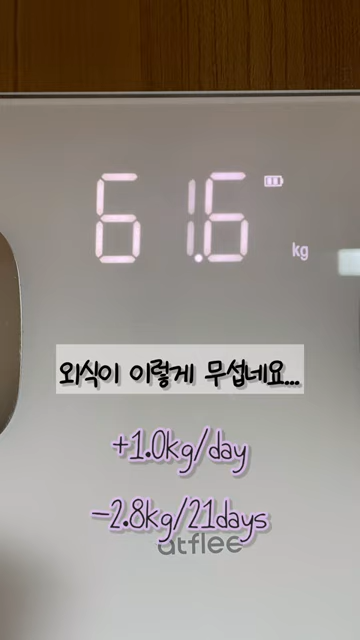 61.6
kg
외식이 이렇게 무섭네요...
+1.0kg/day
-2.8kg/21days
atflee